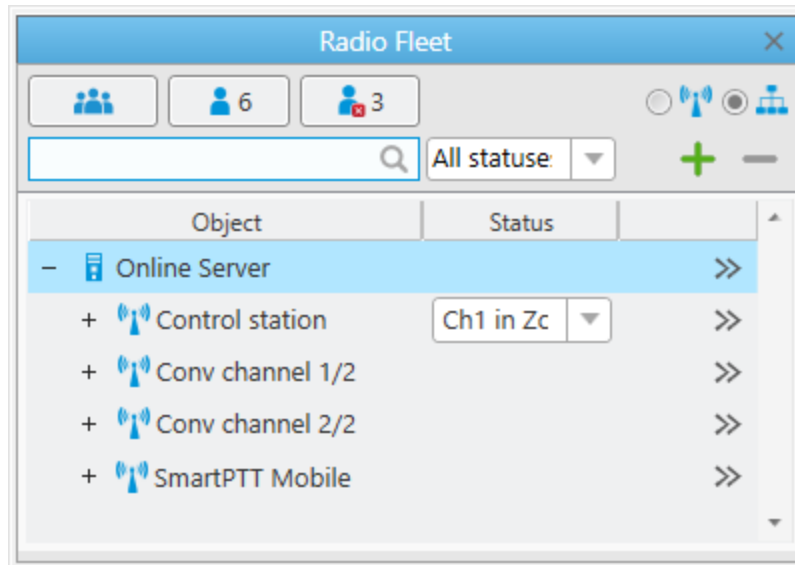 Radio Fleet
6
3
All statuse
Object Status
Online Server
Control station Ch1 in Zc
Conv channel 1/2
Conv channel 2/2
SmartPTT Mobile